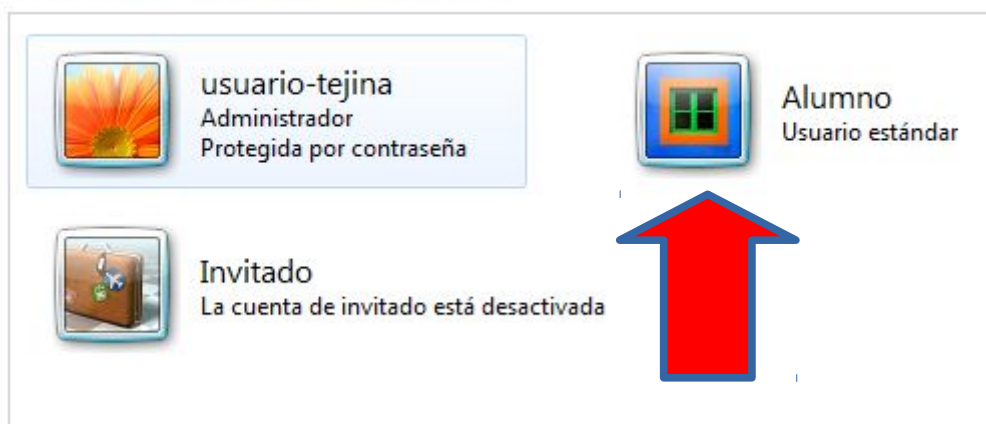 usuario-tejina
Administrador
Protegida por contraseña
Alumno
Usuario estándar
Invitado
La cuenta de invitado está desactivada